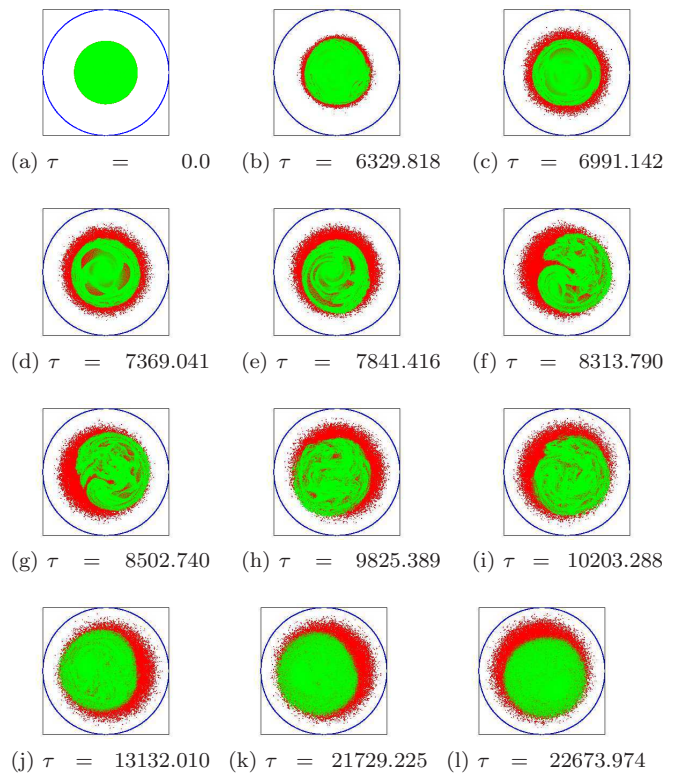 (a) τ = 0.0 (b) τ = 6329.818 (c) τ = 6991.142
(d) τ = 7369.041 (e) τ = 7841.416 (f) τ = 8313.790
(g) τ = 8502.740 (h) τ = 9825.389 (i) τ = 10203.288
(j) τ = 13132.010 (k) τ = 21729.225 (l) τ = 22673.974